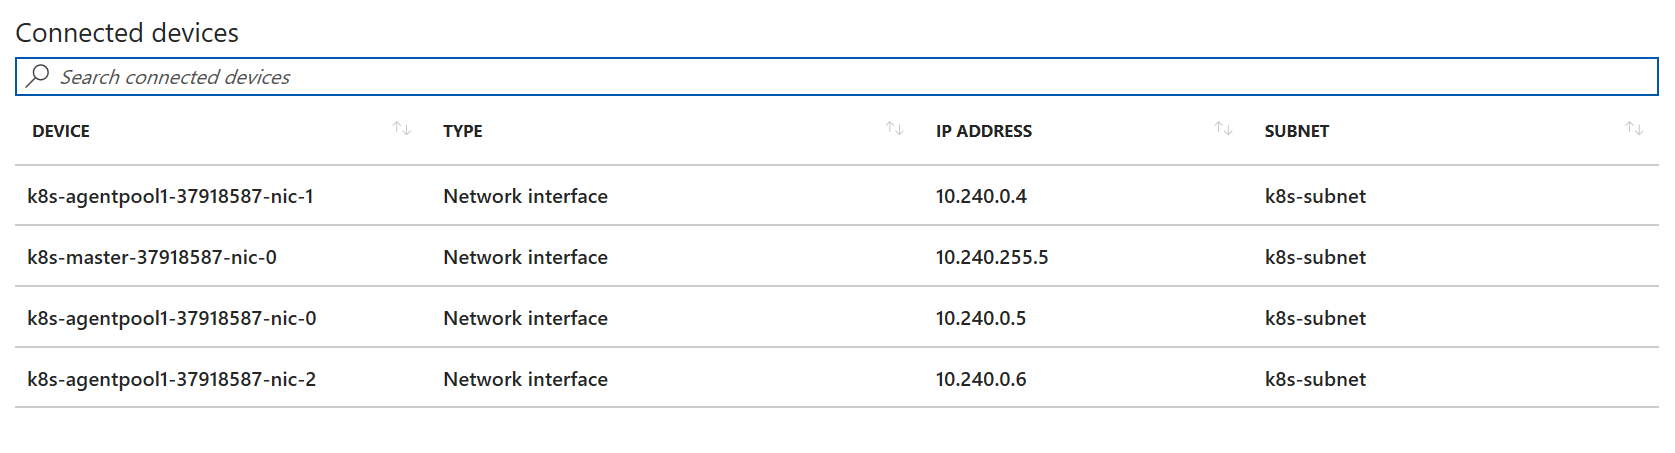 Connected devices
Search connected devices
DEVICE TYPE IP ADDRESS SUBNET
k8s-agentpool1-37918587-nic-1 Network interface 10.240.0.4 k8s-subnet
k8s-master-37918587-nic-0 Network interface 10.240.255.5 k8s-subnet
k8s-agentpool1-37918587-nic-0 Network interface 10.240.0.5 k8s-subnet
k8s-agentpool1-37918587-nic-2 Network interface 10.240.0.6 k8s-subnet